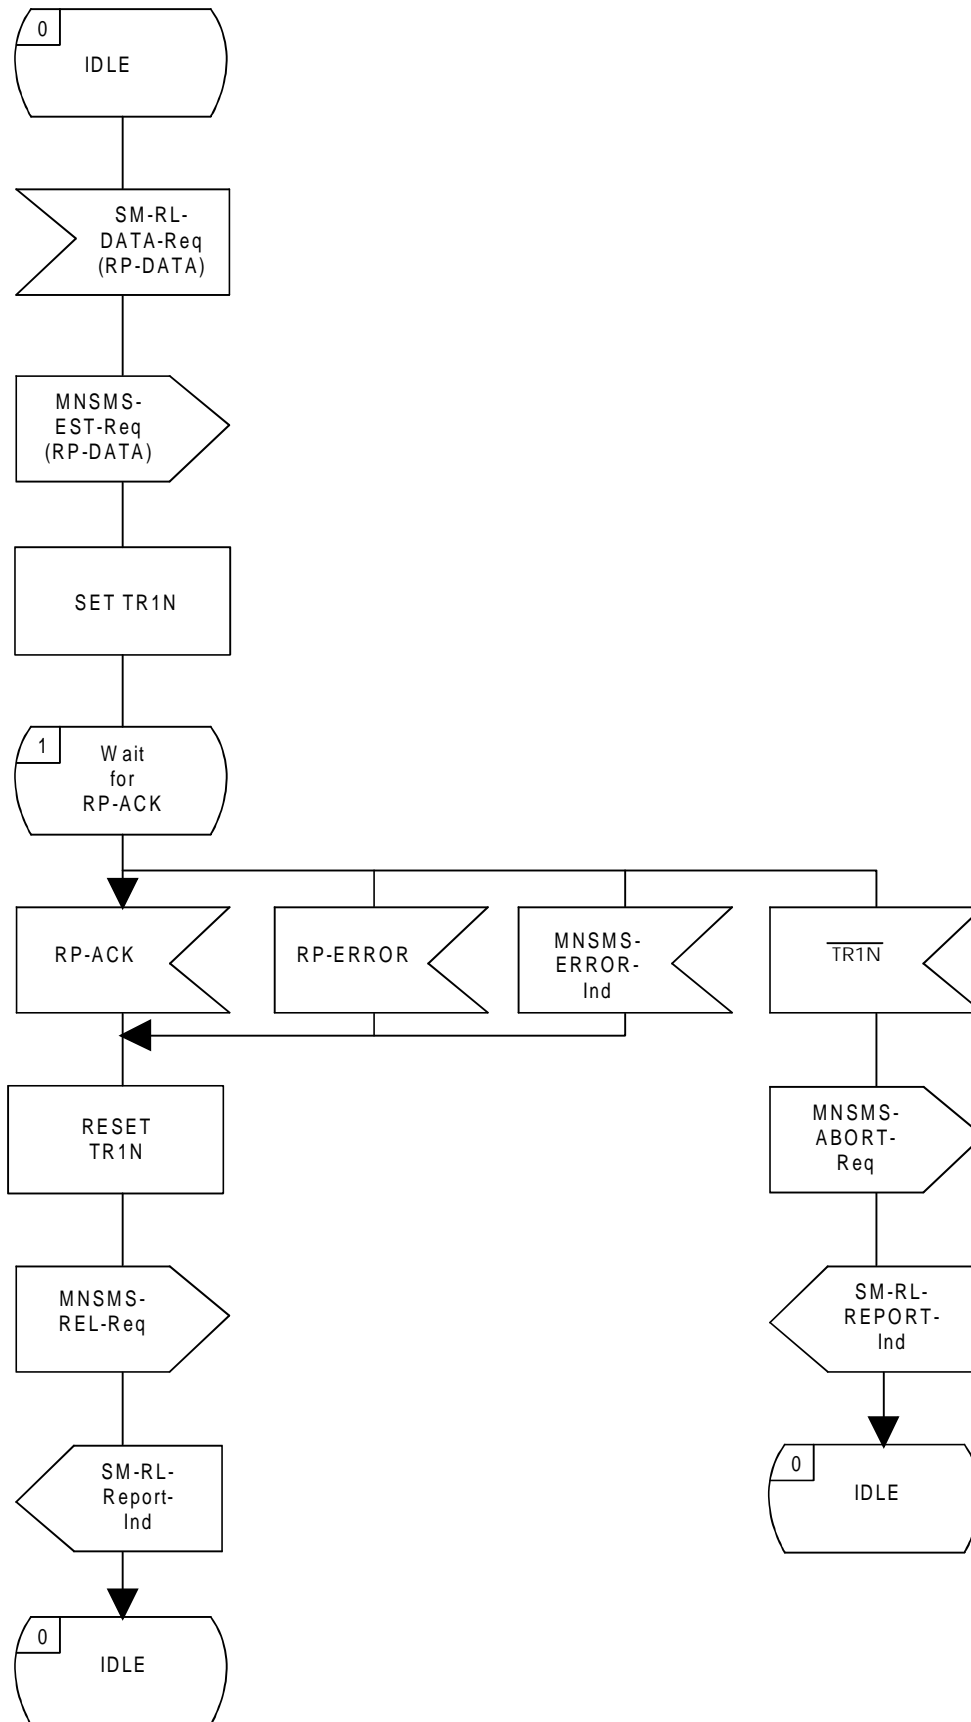 0
IDLE
SM-RL-
DATA-Req
(RP-DATA)
MNSMS-
EST-Req
(RP-DATA)
SET TR1N
1
Wait
for
RP-ACK
RP-ACK
RP-ERROR
MNSMS-
ERROR-
Ind
TR1N
RESET
TR1N
MNSMS-
ABORT-
Req
MNSMS-
REL-Req
SM-RL-
REPORT-
Ind
SM-RL-
Report-
Ind
0
IDLE
0
IDLE